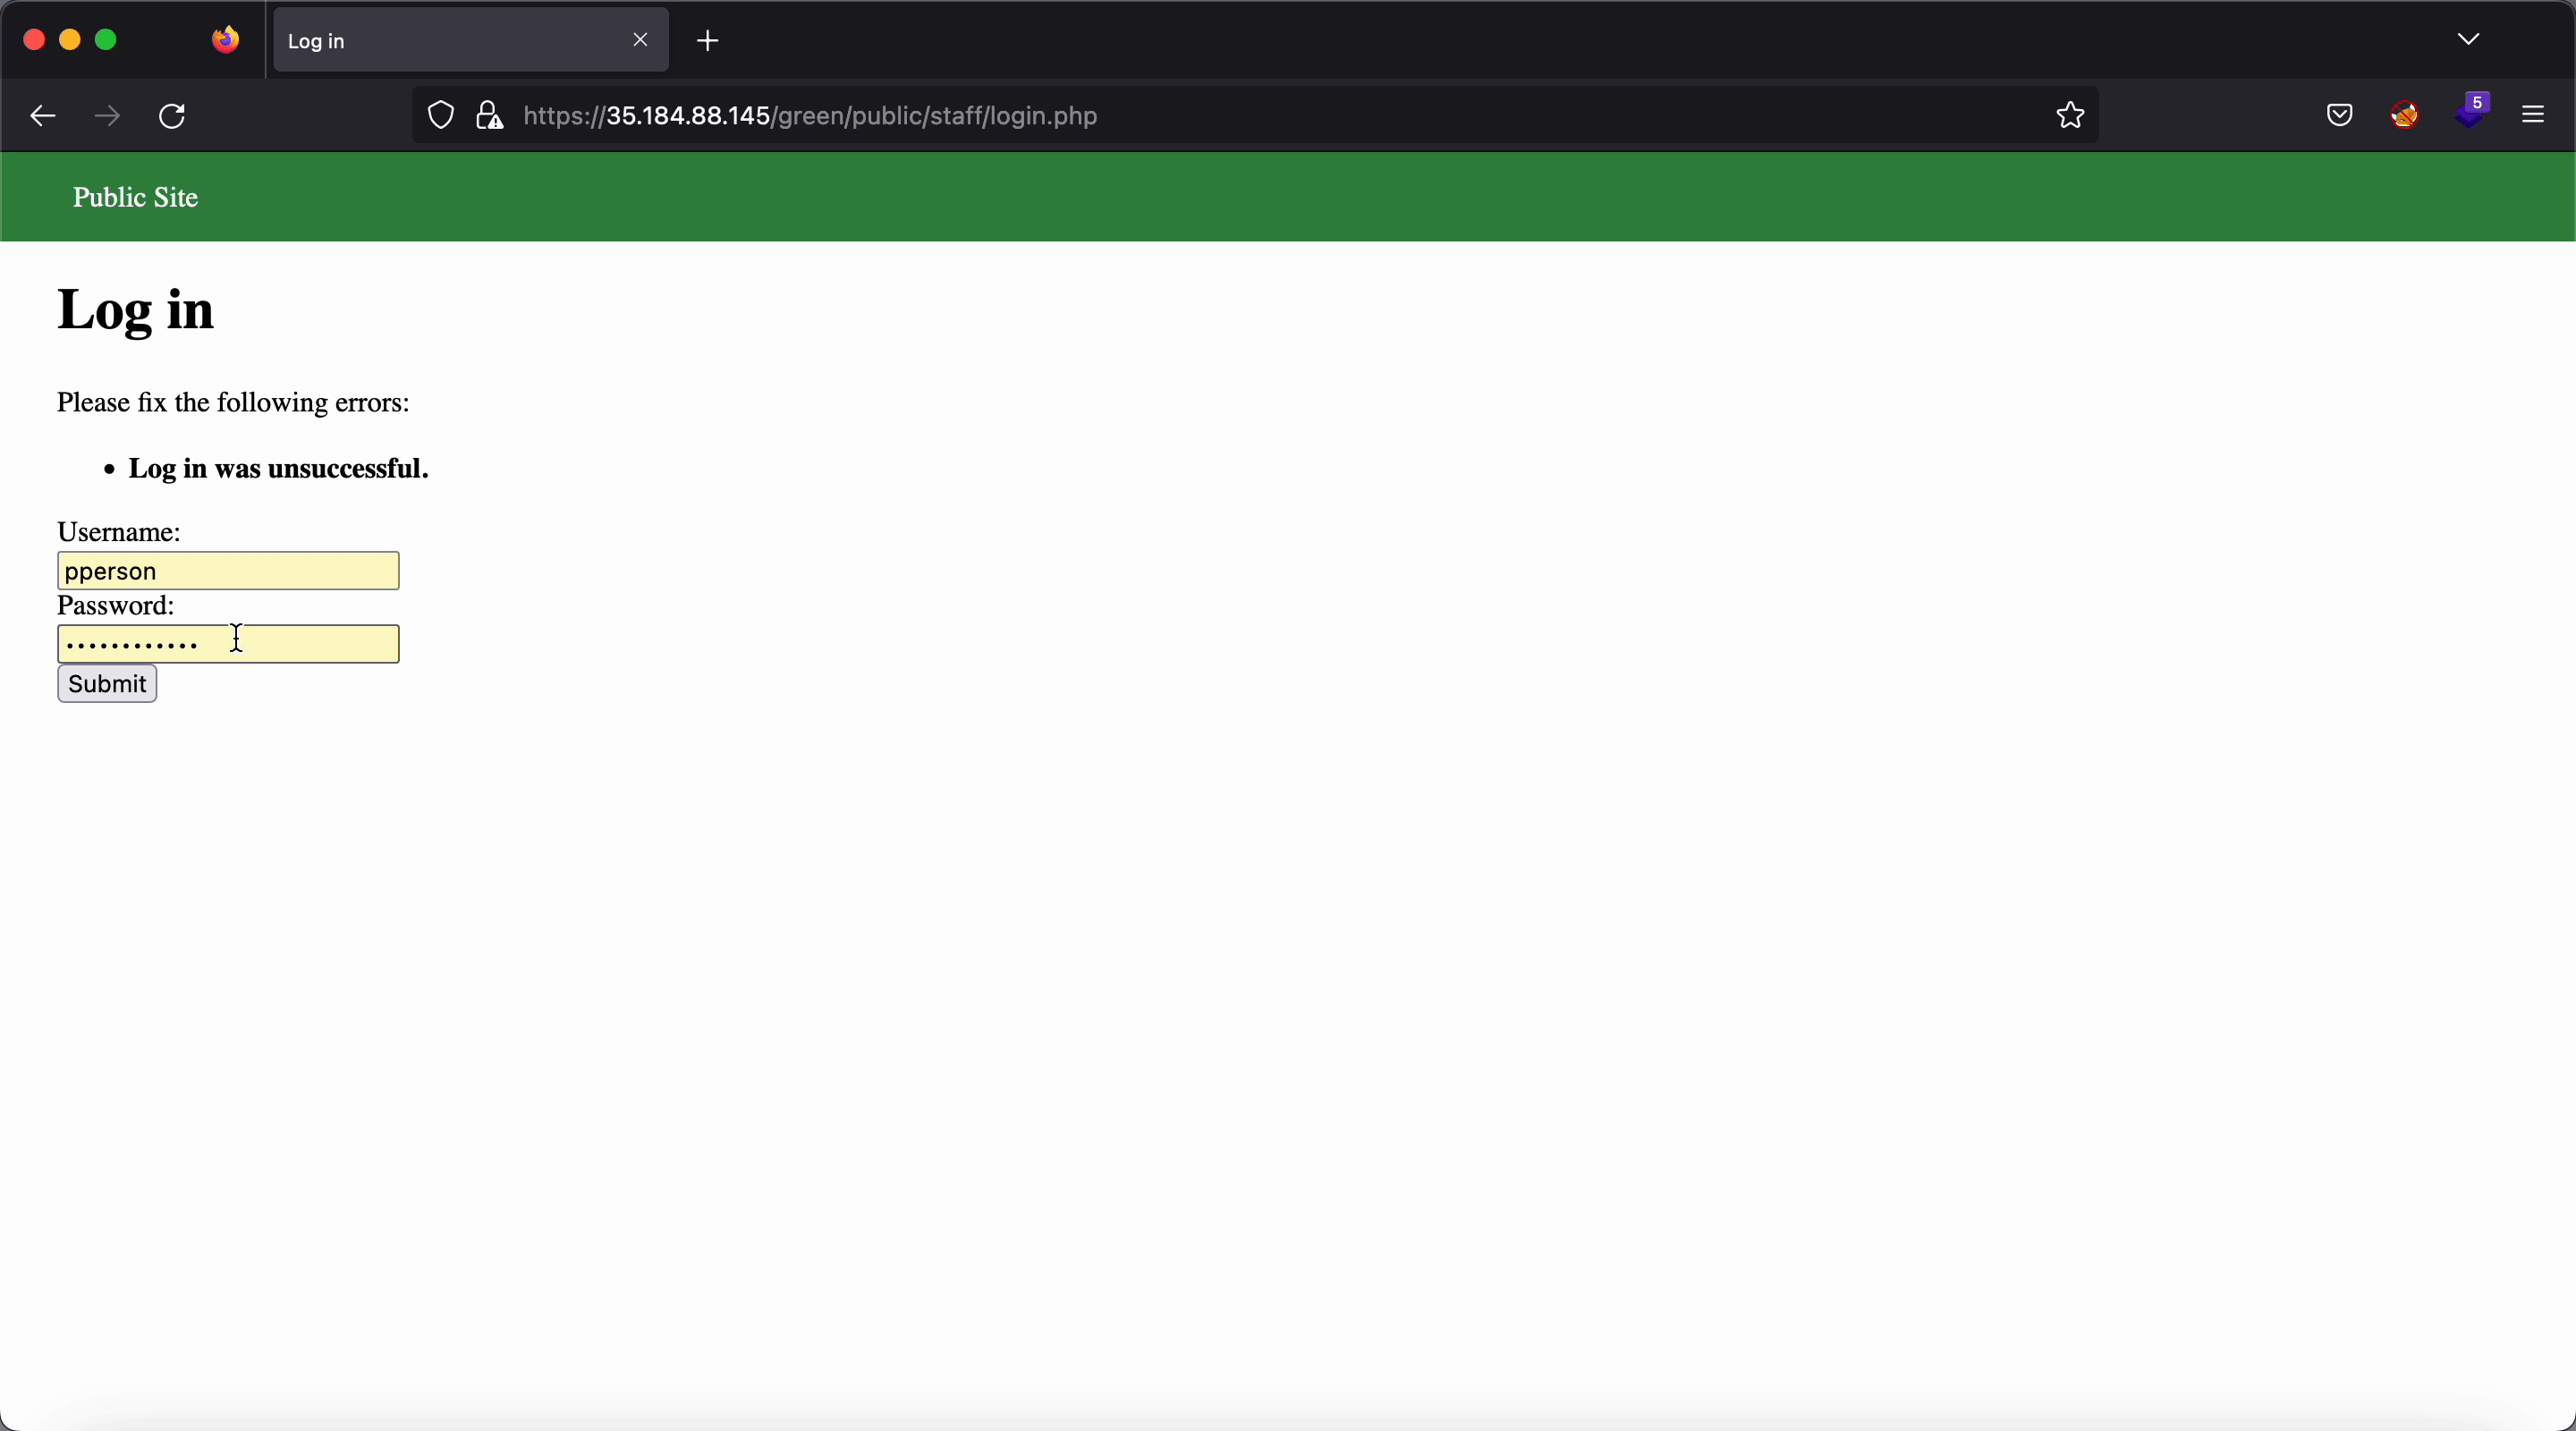 Log in
https://35.184.88.145/green/public/staff/login.php
5
Public Site
Log in
Please fix the following errors:
• Log in was unsuccessful.
Username:
pperson
Password:
••••••••••••
Submit